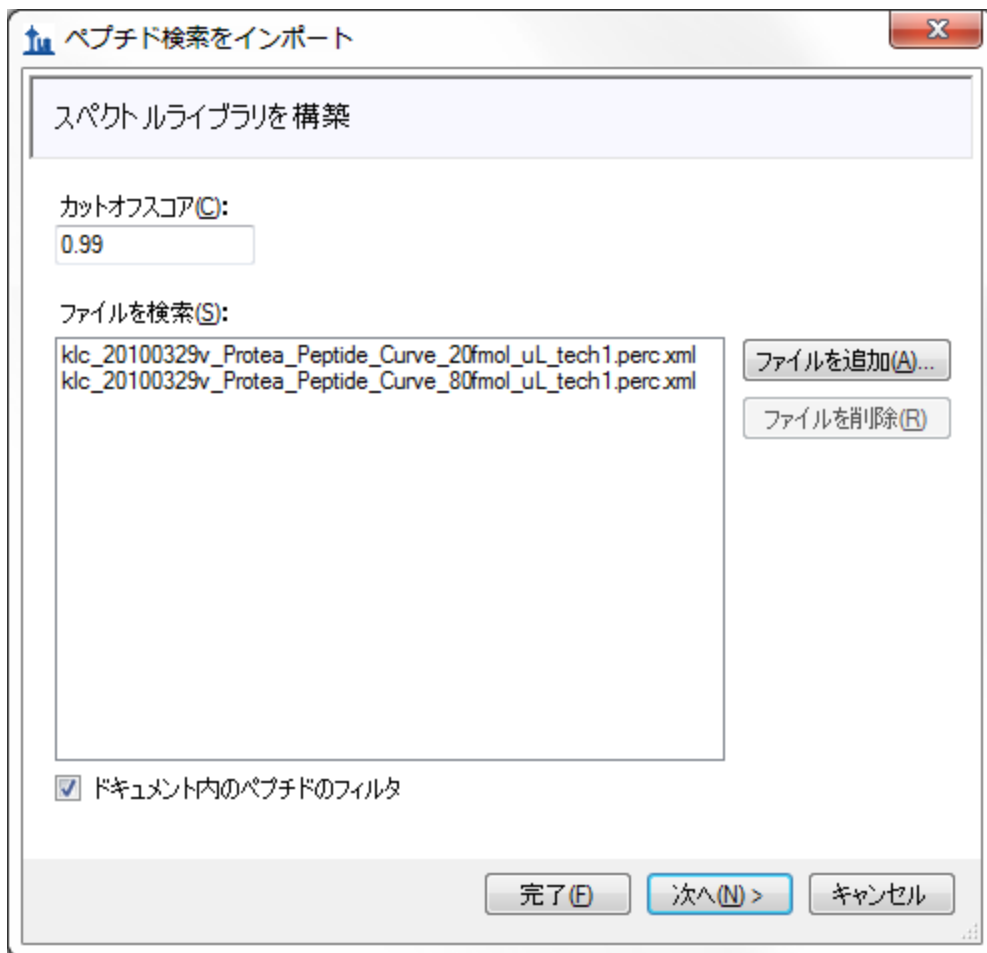 ペプチド検索をインポート
スペクトルライブラリを構築
カットオフスコア(C):
0.99
ファイルを検索(S):
klc_20100329v_Protea_Peptide_Curve_20fmol_uL_tech1.perc.xml
klc_20100329v_Protea_Peptide_Curve_80fmol_uL_tech1.perc.xml
ファイルを追加(A)...
ファイルを削除(R)
ドキュメント内のペプチドのフィルタ
完了(F)
次へ(N) >
キャンセル